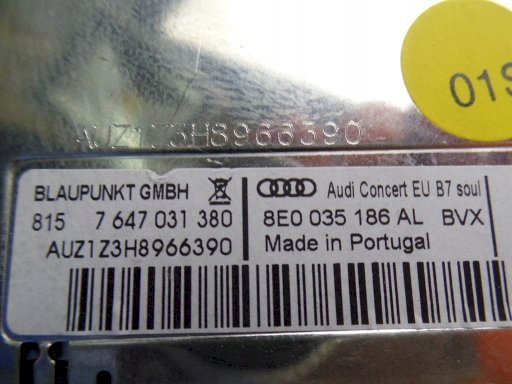 01S
AUZ1Z3H8966390
BLAUPUNKT GMBH
815 7 647 031 380
AUZ1Z3H8966390
Audi Concert EU B7 soul
8E0 035 186 AL BVX
Made in Portugal